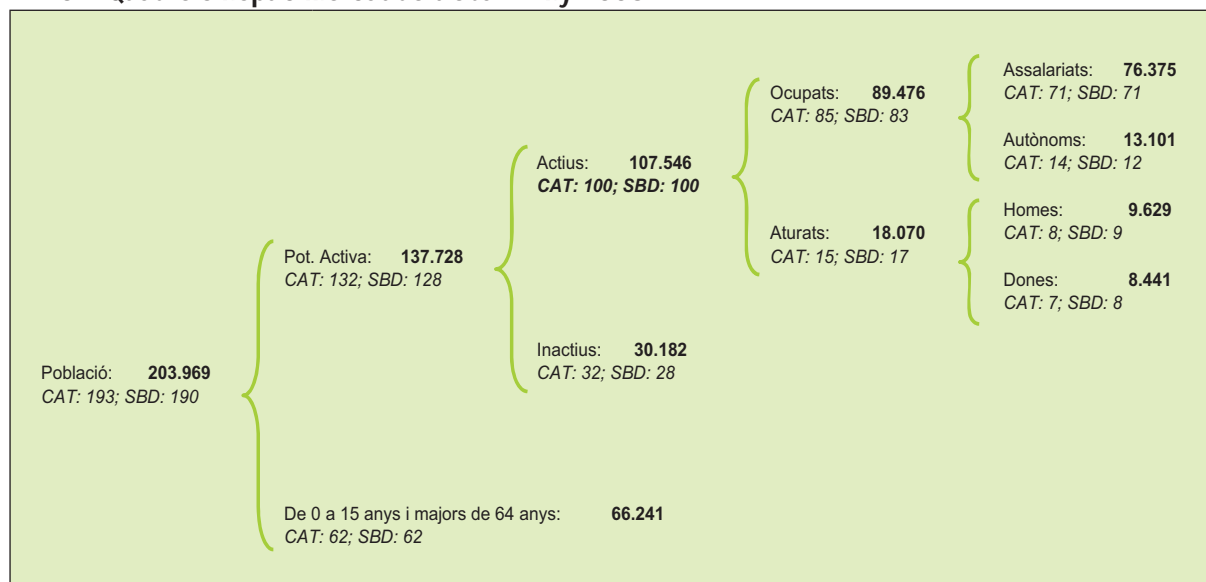 Assalariats: 76.375
CAT: 71; SBD: 71
Ocupats: 89.476
CAT: 85; SBD: 83
Autònoms: 13.101
CAT: 14; SBD: 12
Actius: 107.546
CAT: 100; SBD: 100
Homes: 9.629
CAT: 8; SBD: 9
Aturats: 18.070
CAT: 15; SBD: 17
Pot. Activa: 137.728
CAT: 132; SBD: 128
Dones: 8.441
CAT: 7; SBD: 8
Inactius: 30.182
CAT: 32; SBD: 28
Població: 203.969
CAT: 193; SBD: 190
De 0 a 15 anys i majors de 64 anys: 66.241
CAT: 62; SBD: 62